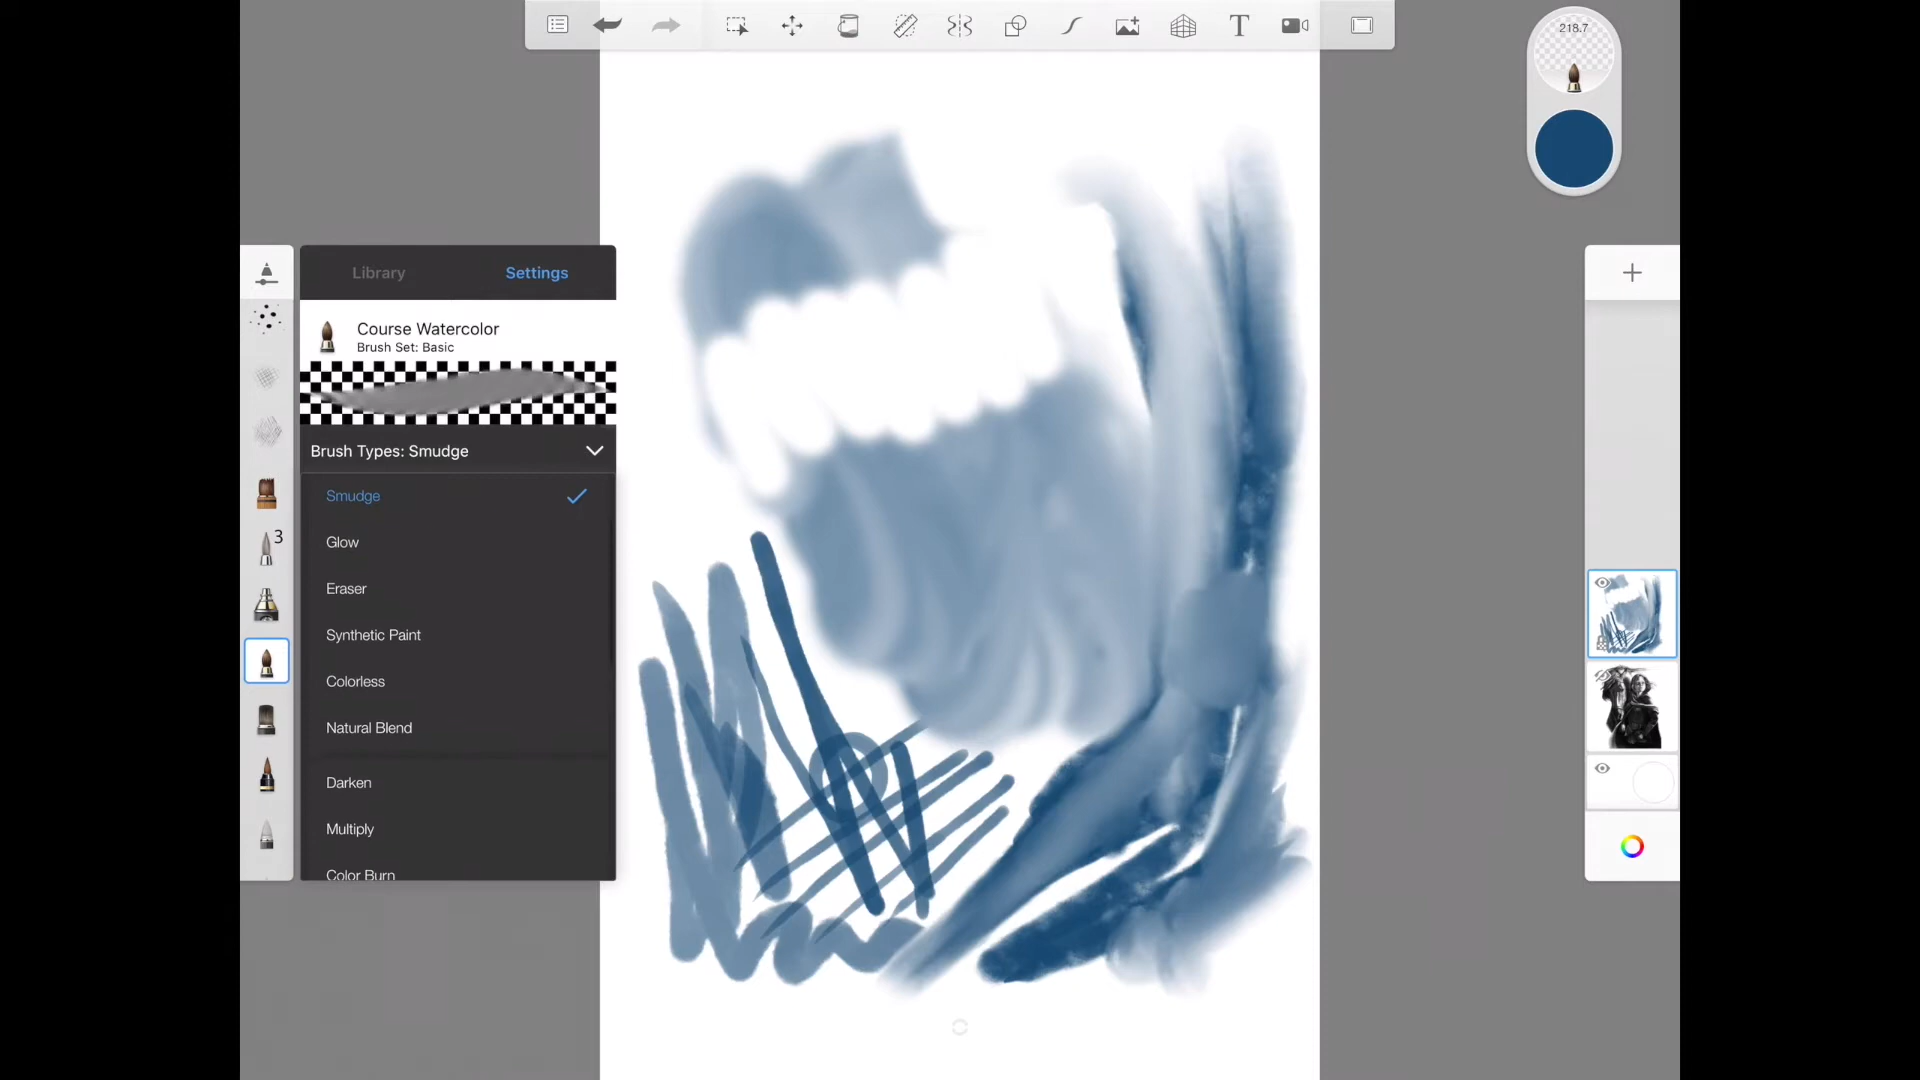 T
218.7
Library
Settings
Course Watercolor
Brush Set: Basic
Brush Types: Smudge
Smudge
Glow
Eraser
Synthetic Paint
Colorless
Natural Blend
Darken
Multiply
Color Burn
3